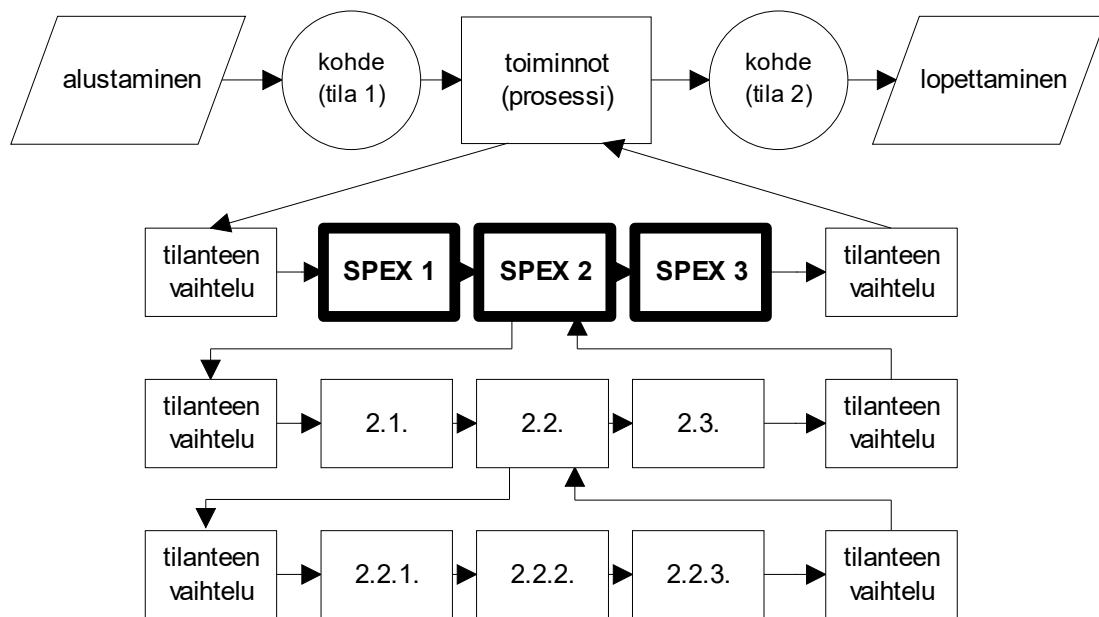 alustaminen
kohde
(tila 1)
toiminnot
(prosessi)
kohde
(tila 2)
lopettaminen
tilanteen
vaihtelu
SPEX 1
SPEX 2
SPEX 3
tilanteen
vaihtelu
tilanteen
vaihtelu
2.1.
2.2.
2.3.
tilanteen
vaihtelu
tilanteen
vaihtelu
2.2.1.
2.2.2.
2.2.3.
tilanteen
vaihtelu